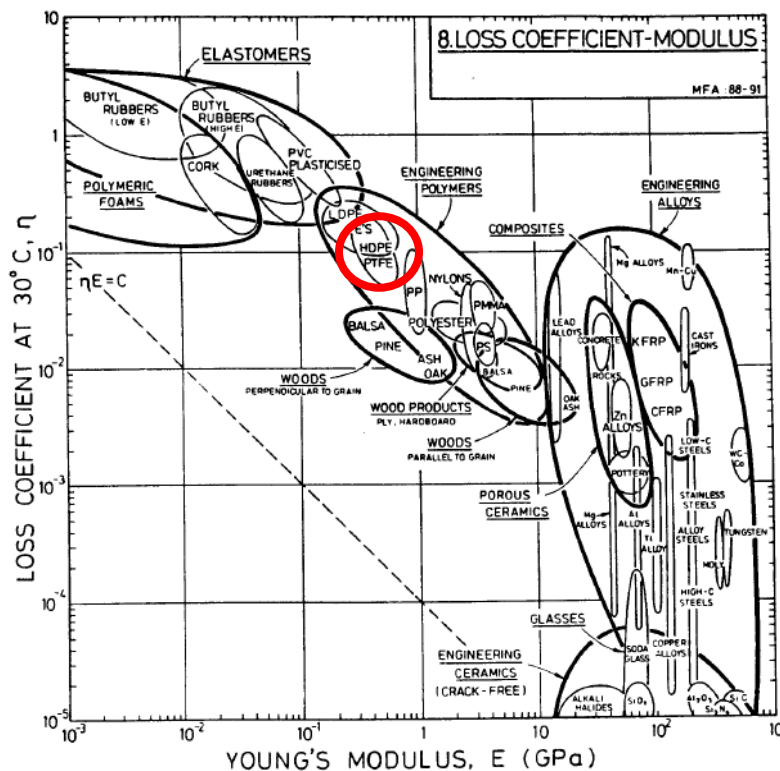 8.LOSS COEFFICIENT-MODULUS
MFA :88-91
LOSS COEFFICIENT AT 30°C, η
10
1
10⁻¹
10⁻²
10⁻³
10⁻⁴
10⁻⁵
ELASTOMERS
BUTYL
RUBBERS
(LOW E)
BUTYL
RUBBERS
(HIGH E)
CORK
URETHANE
RUBBERS
PVC
PLASTICISED
POLYMERIC
FOAMS
ENGINEERING
POLYMERS
LDPE
E'S
HDPE
PTFE
PP
NYLONS
PMMA
POLYESTER
PS
ηE=C
BALSA
PINE
ASH
OAK
WOODS
PERPENDICULAR TO GRAIN
BALSA
PINE
OAK
ASH
WOOD PRODUCTS
PLY, HARDBOARD
WOODS
PARALLEL TO GRAIN
ENGINEERING
ALLOYS
COMPOSITES
Mg ALLOYS
Mn-Cu
LEAD
ALLOYS
CONCRETE
KFRP
CAST
IRONS
ROCKS
GFRP
CFRP
Zn
ALLOYS
LOW-C
STEELS
WC-
Co
POTTERY
POROUS
CERAMICS
STAINLESS
STEELS
Mg
ALLOYS
Al
ALLOYS
Ti
ALLOY
ALLOY
STEELS
TUNGSTEN
MOLY
HIGH-C
STEELS
GLASSES
SODA
GLASS
COPPER
ALLOYS
ENGINEERING
CERAMICS
(CRACK-FREE)
ALKALI
HALIDES
SiO₂
Al₂O₃
SiC
Si₃N₄
10⁻³
10⁻²
10⁻¹
1
10
10²
10³
YOUNG'S MODULUS, E (GPa)